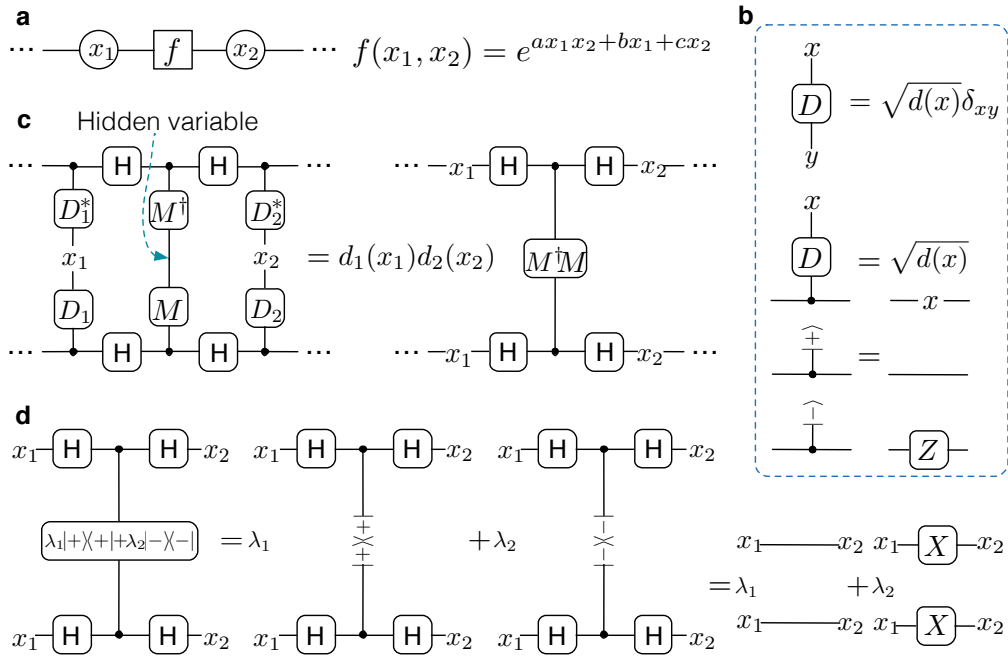 a
··· x₁ f x₂ ··· f(x₁, x₂) = e^{ax₁x₂+bx₁+cx₂}
b
x
D = √d(x)δ_{xy}
y
x
D = √d(x)
x
|+⟩ =
|−⟩
Z
c
Hidden variable
··· H H ··· ··· x₁ H H x₂ ···
D₁* M† D₂*
x₁ x₂ = d₁(x₁)d₂(x₂) M†M
D₁ M D₂
··· H H ··· ··· x₁ H H x₂ ···
d
x₁ H H x₂ x₁ H H x₂ x₁ H H x₂
λ₁|+⟩⟨+|+λ₂|−⟩⟨−| = λ₁ |+⟩⟨+| + λ₂ |−⟩⟨−|
x₁ H H x₂ x₁ H H x₂ x₁ H H x₂
x₁ x₂ x₁ X x₂
= λ₁ + λ₂
x₁ x₂ x₁ X x₂